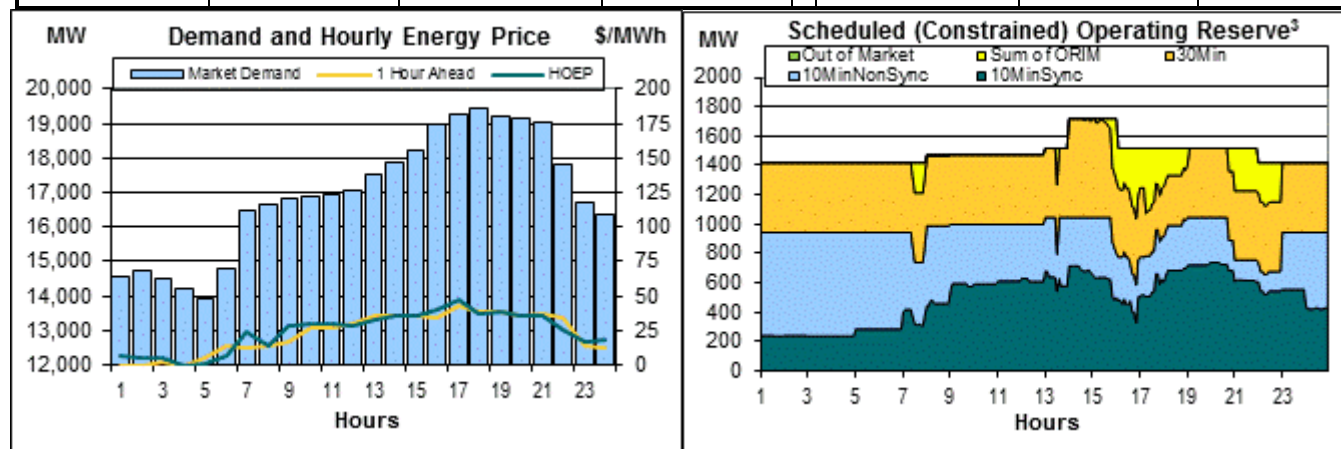 MW Demand and Hourly Energy Price $/MWh
Market Demand 1 Hour Ahead HOEP
20,000 200
19,000 175
18,000 150
17,000 125
16,000 100
15,000 75
14,000 50
13,000 25
12,000 0
1 3 5 7 9 11 13 15 17 19 21 23
Hours
Scheduled (Constrained) Operating Reserve³
MW
Out of Market Sum of ORIM 30Min
10MinNonSync 10MinSync
2000
1800
1600
1400
1200
1000
800
600
400
200
0
1 3 5 7 9 11 13 15 17 19 21 23
Hours